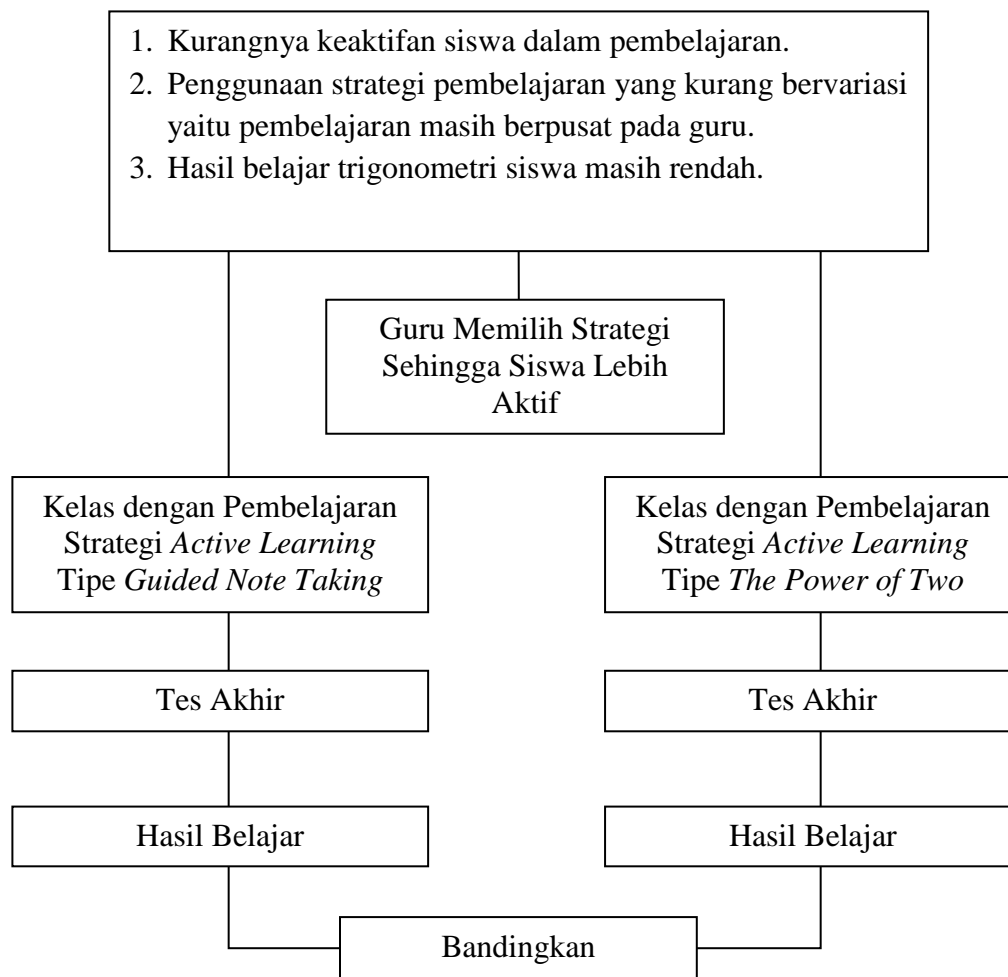 1. Kurangnya keaktifan siswa dalam pembelajaran.
2. Penggunaan strategi pembelajaran yang kurang bervariasi
yaitu pembelajaran masih berpusat pada guru.
3. Hasil belajar trigonometri siswa masih rendah.
Guru Memilih Strategi
Sehingga Siswa Lebih
Aktif
Kelas dengan Pembelajaran
Strategi Active Learning
Tipe Guided Note Taking
Kelas dengan Pembelajaran
Strategi Active Learning
Tipe The Power of Two
Tes Akhir
Tes Akhir
Hasil Belajar
Hasil Belajar
Bandingkan